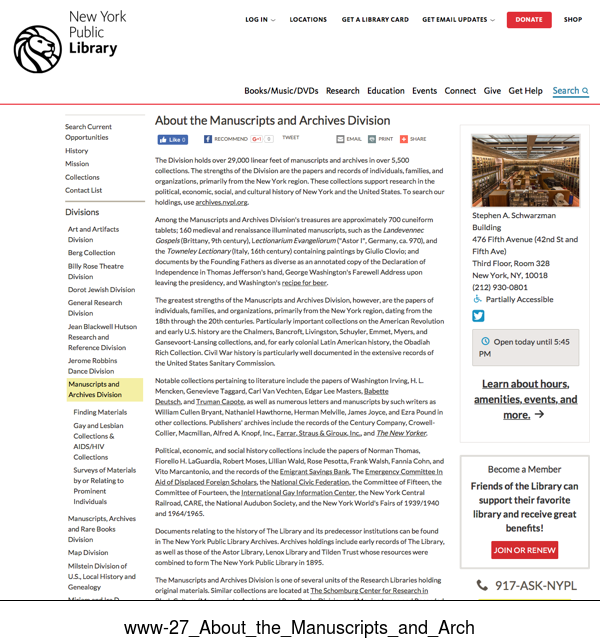 New York
Public
Library
LOG IN
LOCATIONS
GET A LIBRARY CARD
GET EMAIL UPDATES
DONATE
SHOP
Books/Music/DVDs Research Education Events Connect Give Get Help Search
Search Current
Opportunities
History
Mission
Collections
Contact List
Divisions
Art and Artifacts
Division
Berg Collection
Billy Rose Theatre
Division
Dorot Jewish Division
General Research
Division
Jean Blackwell Hutson
Research and
Reference Division
Jerome Robbins
Dance Division
Manuscripts and
Archives Division
Finding Materials
Gay and Lesbian
Collections &
AIDS/HIV
Collections
Surveys of Materials
by or Relating to
Prominent
Individuals
Manuscripts, Archives
and Rare Books
Division
Map Division
Milstein Division of
U.S., Local History and
Genealogy
About the Manuscripts and Archives Division
Like 0
RECOMMEND
G+1 0
TWEET
EMAIL
PRINT
SHARE
The Division holds over 29,000 linear feet of manuscripts and archives in over 5,500
collections. The strengths of the Division are the papers and records of individuals, families, and
organizations, primarily from the New York region. These collections support research in the
political, economic, social, and cultural history of New York and the United States. To search our
holdings, use archives.nypl.org.
Among the Manuscripts and Archives Division's treasures are approximately 700 cuneiform
tablets; 160 medieval and renaissance illuminated manuscripts, such as the Landevennec
Gospels (Brittany, 9th century), Lectionarium Evangeliorum ("Astor I", Germany, ca. 970), and
the Towneley Lectionary (Italy, 16th century) containing paintings by Giulio Clovio; and
documents by the Founding Fathers as diverse as an annotated copy of the Declaration of
Independence in Thomas Jefferson's hand, George Washington's Farewell Address upon
leaving the presidency, and Washington's recipe for beer.
The greatest strengths of the Manuscripts and Archives Division, however, are the papers of
individuals, families, and organizations, primarily from the New York region, dating from the
18th through the 20th centuries. Particularly important collections on the American Revolution
and early U.S. history are the Chalmers, Bancroft, Livingston, Schuyler, Emmet, Myers, and
Gansevoort-Lansing collections, and, for early colonial Latin American history, the Obadiah
Rich Collection. Civil War history is particularly well documented in the extensive records of
the United States Sanitary Commission.
Notable collections pertaining to literature include the papers of Washington Irving, H. L.
Mencken, Genevieve Taggard, Carl Van Vechten, Edgar Lee Masters, Babette
Deutsch, and Truman Capote, as well as numerous letters and manuscripts by such writers as
William Cullen Bryant, Nathaniel Hawthorne, Herman Melville, James Joyce, and Ezra Pound in
other collections. Publishers' archives include the records of the Century Company, Crowell-
Collier, Macmillan, Alfred A. Knopf, Inc., Farrar, Straus & Giroux, Inc., and The New Yorker.
Political, economic, and social history collections include the papers of Norman Thomas,
Fiorello H. LaGuardia, Robert Moses, Lillian Wald, Rose Pesotta, Frank Walsh, Fannia Cohn, and
Vito Marcantonio, and the records of the Emigrant Savings Bank, The Emergency Committee In
Aid of Displaced Foreign Scholars, the National Civic Federation, the Committee of Fifteen, the
Committee of Fourteen, the International Gay Information Center, the New York Central
Railroad, CARE, the National Audubon Society, and the New York World's Fairs of 1939/1940
and 1964/1965.
Documents relating to the history of The Library and its predecessor institutions can be found
in The New York Public Library Archives. Archives holdings include early records of The Library,
as well as those of the Astor Library, Lenox Library and Tilden Trust whose resources were
combined to form The New York Public Library in 1895.
The Manuscripts and Archives Division is one of several units of the Research Libraries holding
original materials. Similar collections are located at The Schomburg Center for Research in
Stephen A. Schwarzman
Building
476 Fifth Avenue (42nd St and
Fifth Ave)
Third Floor, Room 328
New York, NY, 10018
(212) 930-0801
Partially Accessible
Open today until 5:45
PM
Learn about hours,
amenities, events, and
more.
Become a Member
Friends of the Library can
support their favorite
library and receive great
benefits!
JOIN OR RENEW
917-ASK-NYPL
www-27_About_the_Manuscripts_and_Arch